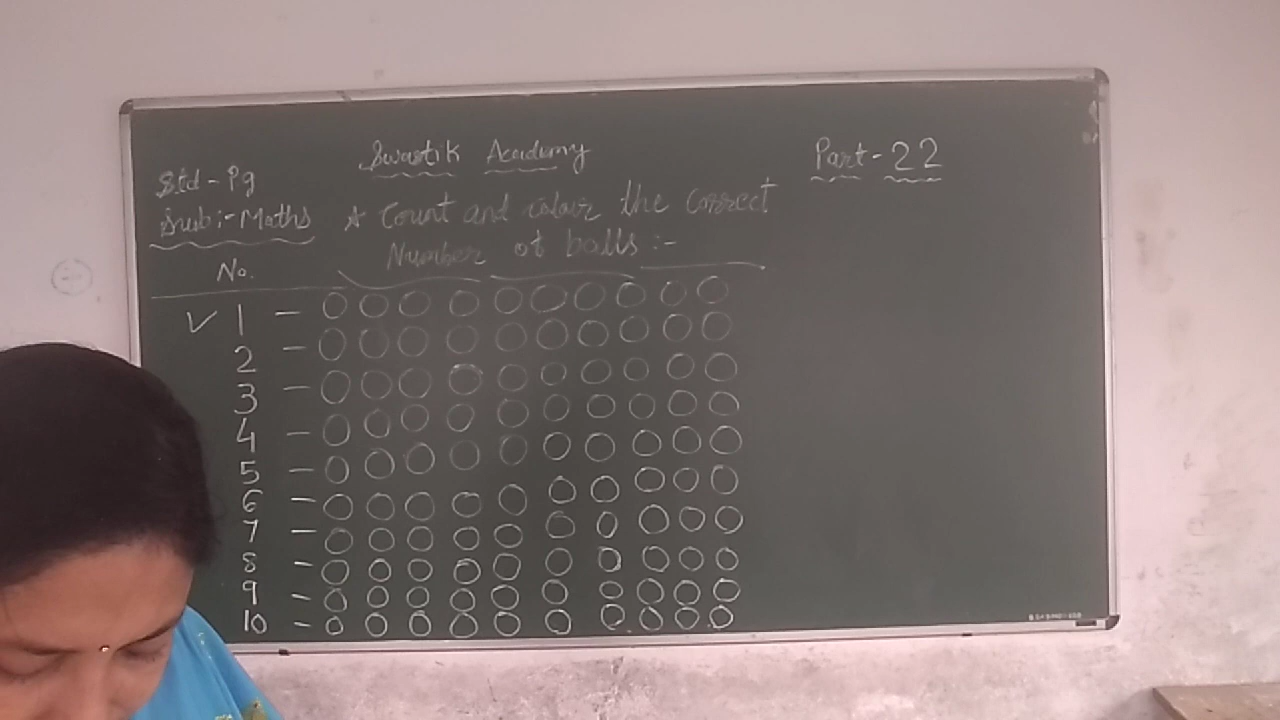 Swastik Academy
Part-22
Std-Pg
Sub:-Maths
* Count and colour the correct
Number of balls:-
No.
✓ 1 - ○ ○ ○ ○ ○ ○ ○ ○ ○ ○
2 - ○ ○ ○ ○ ○ ○ ○ ○ ○ ○
3 - ○ ○ ○ ○ ○ ○ ○ ○ ○ ○
4 - ○ ○ ○ ○ ○ ○ ○ ○ ○ ○
5 - ○ ○ ○ ○ ○ ○ ○ ○ ○ ○
6 - ○ ○ ○ ○ ○ ○ ○ ○ ○ ○
7 - ○ ○ ○ ○ ○ ○ ○ ○ ○ ○
8 - ○ ○ ○ ○ ○ ○ ○ ○ ○ ○
9 - ○ ○ ○ ○ ○ ○ ○ ○ ○ ○
10 - ○ ○ ○ ○ ○ ○ ○ ○ ○ ○